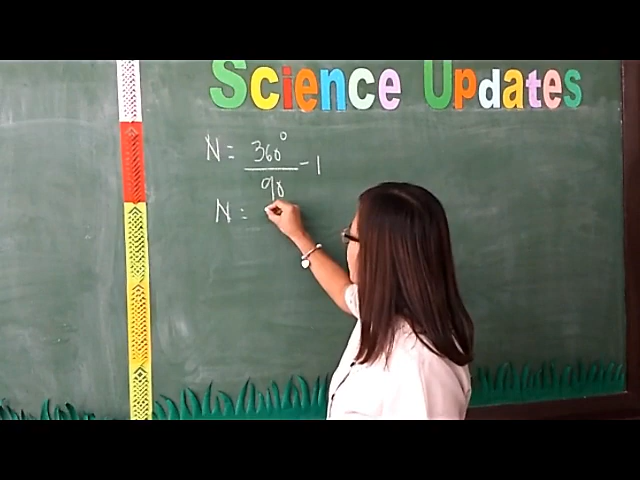 Science Updates
N = 360° / 90 - 1
N =